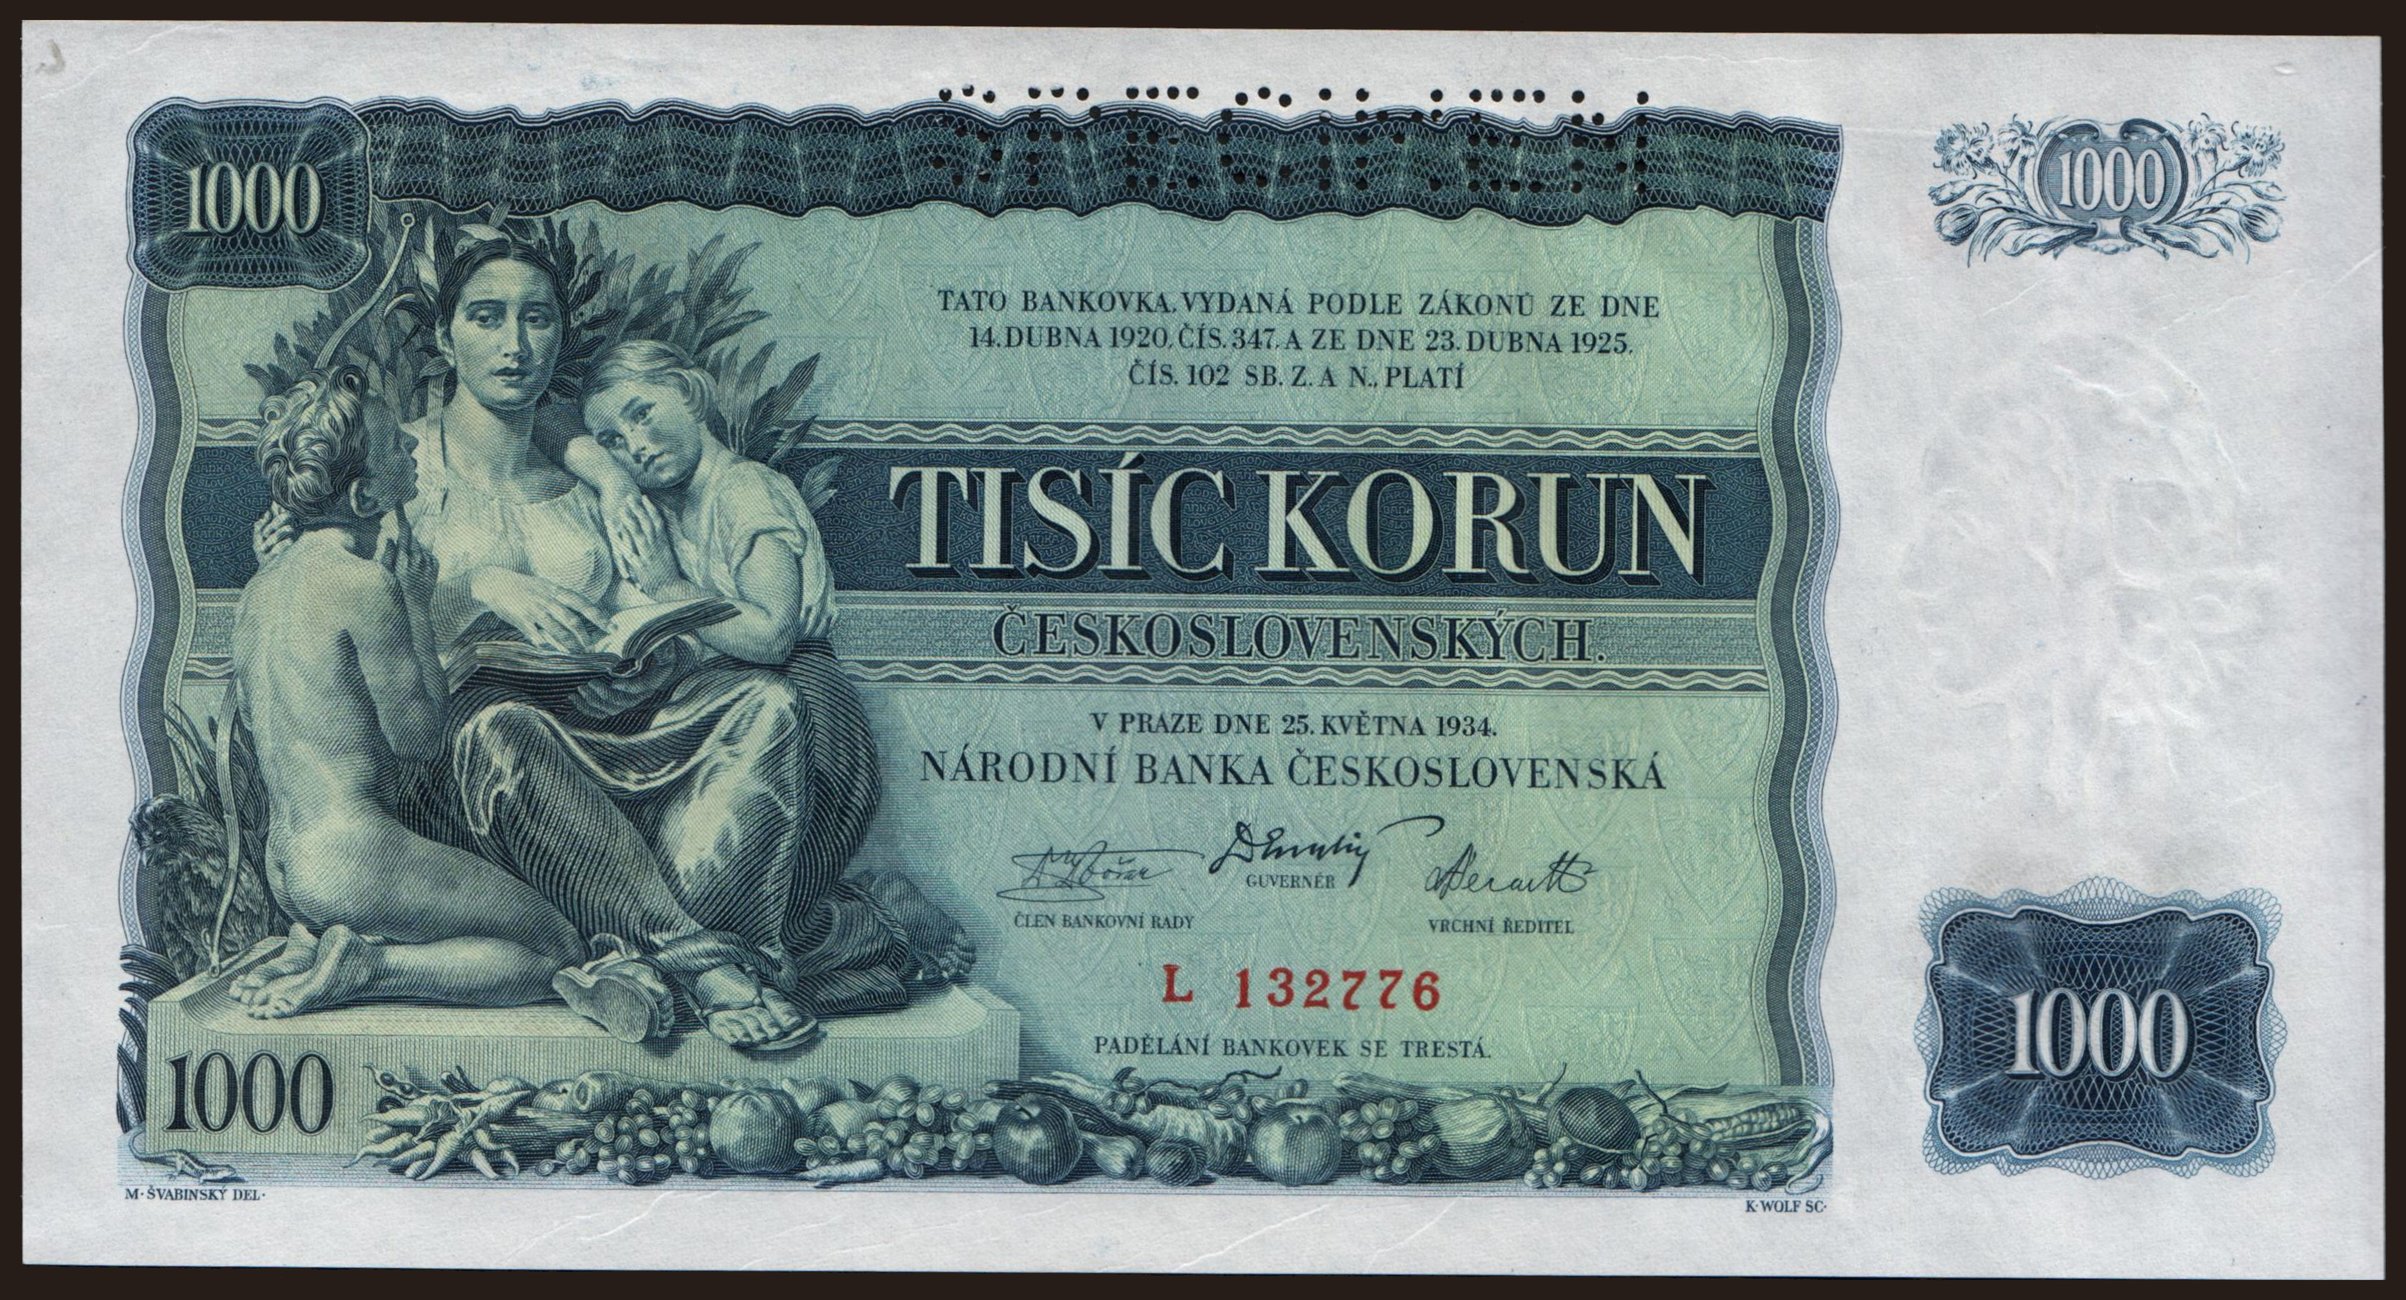 SPECIMEN
1000
1000
TATO BANKOVKA, VYDANÁ PODLE ZÁKONŮ ZE DNE
14. DUBNA 1920, ČÍS. 347, A ZE DNE 23. DUBNA 1925,
ČÍS. 102 SB. Z. A N., PLATÍ
TISÍC KORUN
ČESKOSLOVENSKÝCH.
V PRAZE DNE 25. KVĚTNA 1934.
NÁRODNÍ BANKA ČESKOSLOVENSKÁ
GUVERNÉR
ČLEN BANKOVNÍ RADY
VRCHNÍ ŘEDITEL
L 132776
PADĚLÁNÍ BANKOVEK SE TRESTÁ.
1000
1000
M · ŠVABINSKÝ DEL ·
K · WOLF SC ·